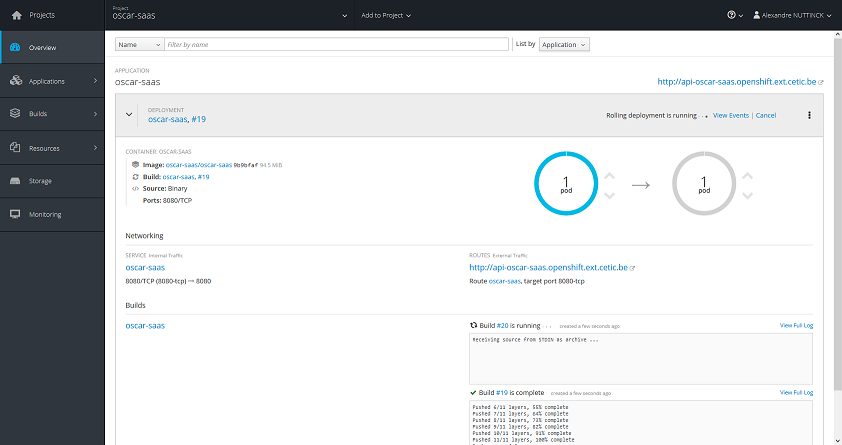 Projects
Project
oscar-saas
Add to Project
Alexandre NUTTINCK
Overview
Applications
Builds
Resources
Storage
Monitoring
Name
Filter by name
List by
Application
APPLICATION
oscar-saas
http://api-oscar-saas.openshift.ext.cetic.be
DEPLOYMENT
oscar-saas, #19
Rolling deployment is running
View Events | Cancel
CONTAINER: OSCAR-SAAS
Image: oscar-saas/oscar-saas 9b9bfaf 94.5 MiB
Build: oscar-saas, #19
Source: Binary
Ports: 8080/TCP
1
pod
1
pod
Networking
SERVICE Internal Traffic
oscar-saas
8080/TCP (8080-tcp) → 8080
ROUTES External Traffic
http://api-oscar-saas.openshift.ext.cetic.be
Route oscar-saas, target port 8080-tcp
Builds
oscar-saas
Build #20 is running ... created a few seconds ago
View Full Log
Receiving source from STDIN as archive ...
Build #19 is complete created a few seconds ago
View Full Log
Pushed 6/11 layers, 55% complete
Pushed 7/11 layers, 64% complete
Pushed 8/11 layers, 73% complete
Pushed 9/11 layers, 82% complete
Pushed 10/11 layers, 91% complete
Pushed 11/11 layers, 100% complete